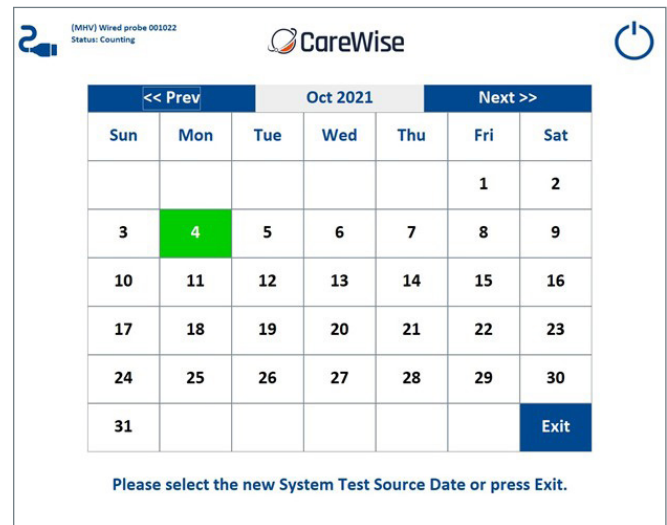 (MHV) Wired probe 001022
Status: Counting
CareWise
<< Prev Oct 2021 Next >>
Sun Mon Tue Wed Thu Fri Sat
1 2
3 4 5 6 7 8 9
10 11 12 13 14 15 16
17 18 19 20 21 22 23
24 25 26 27 28 29 30
31 Exit
Please select the new System Test Source Date or press Exit.